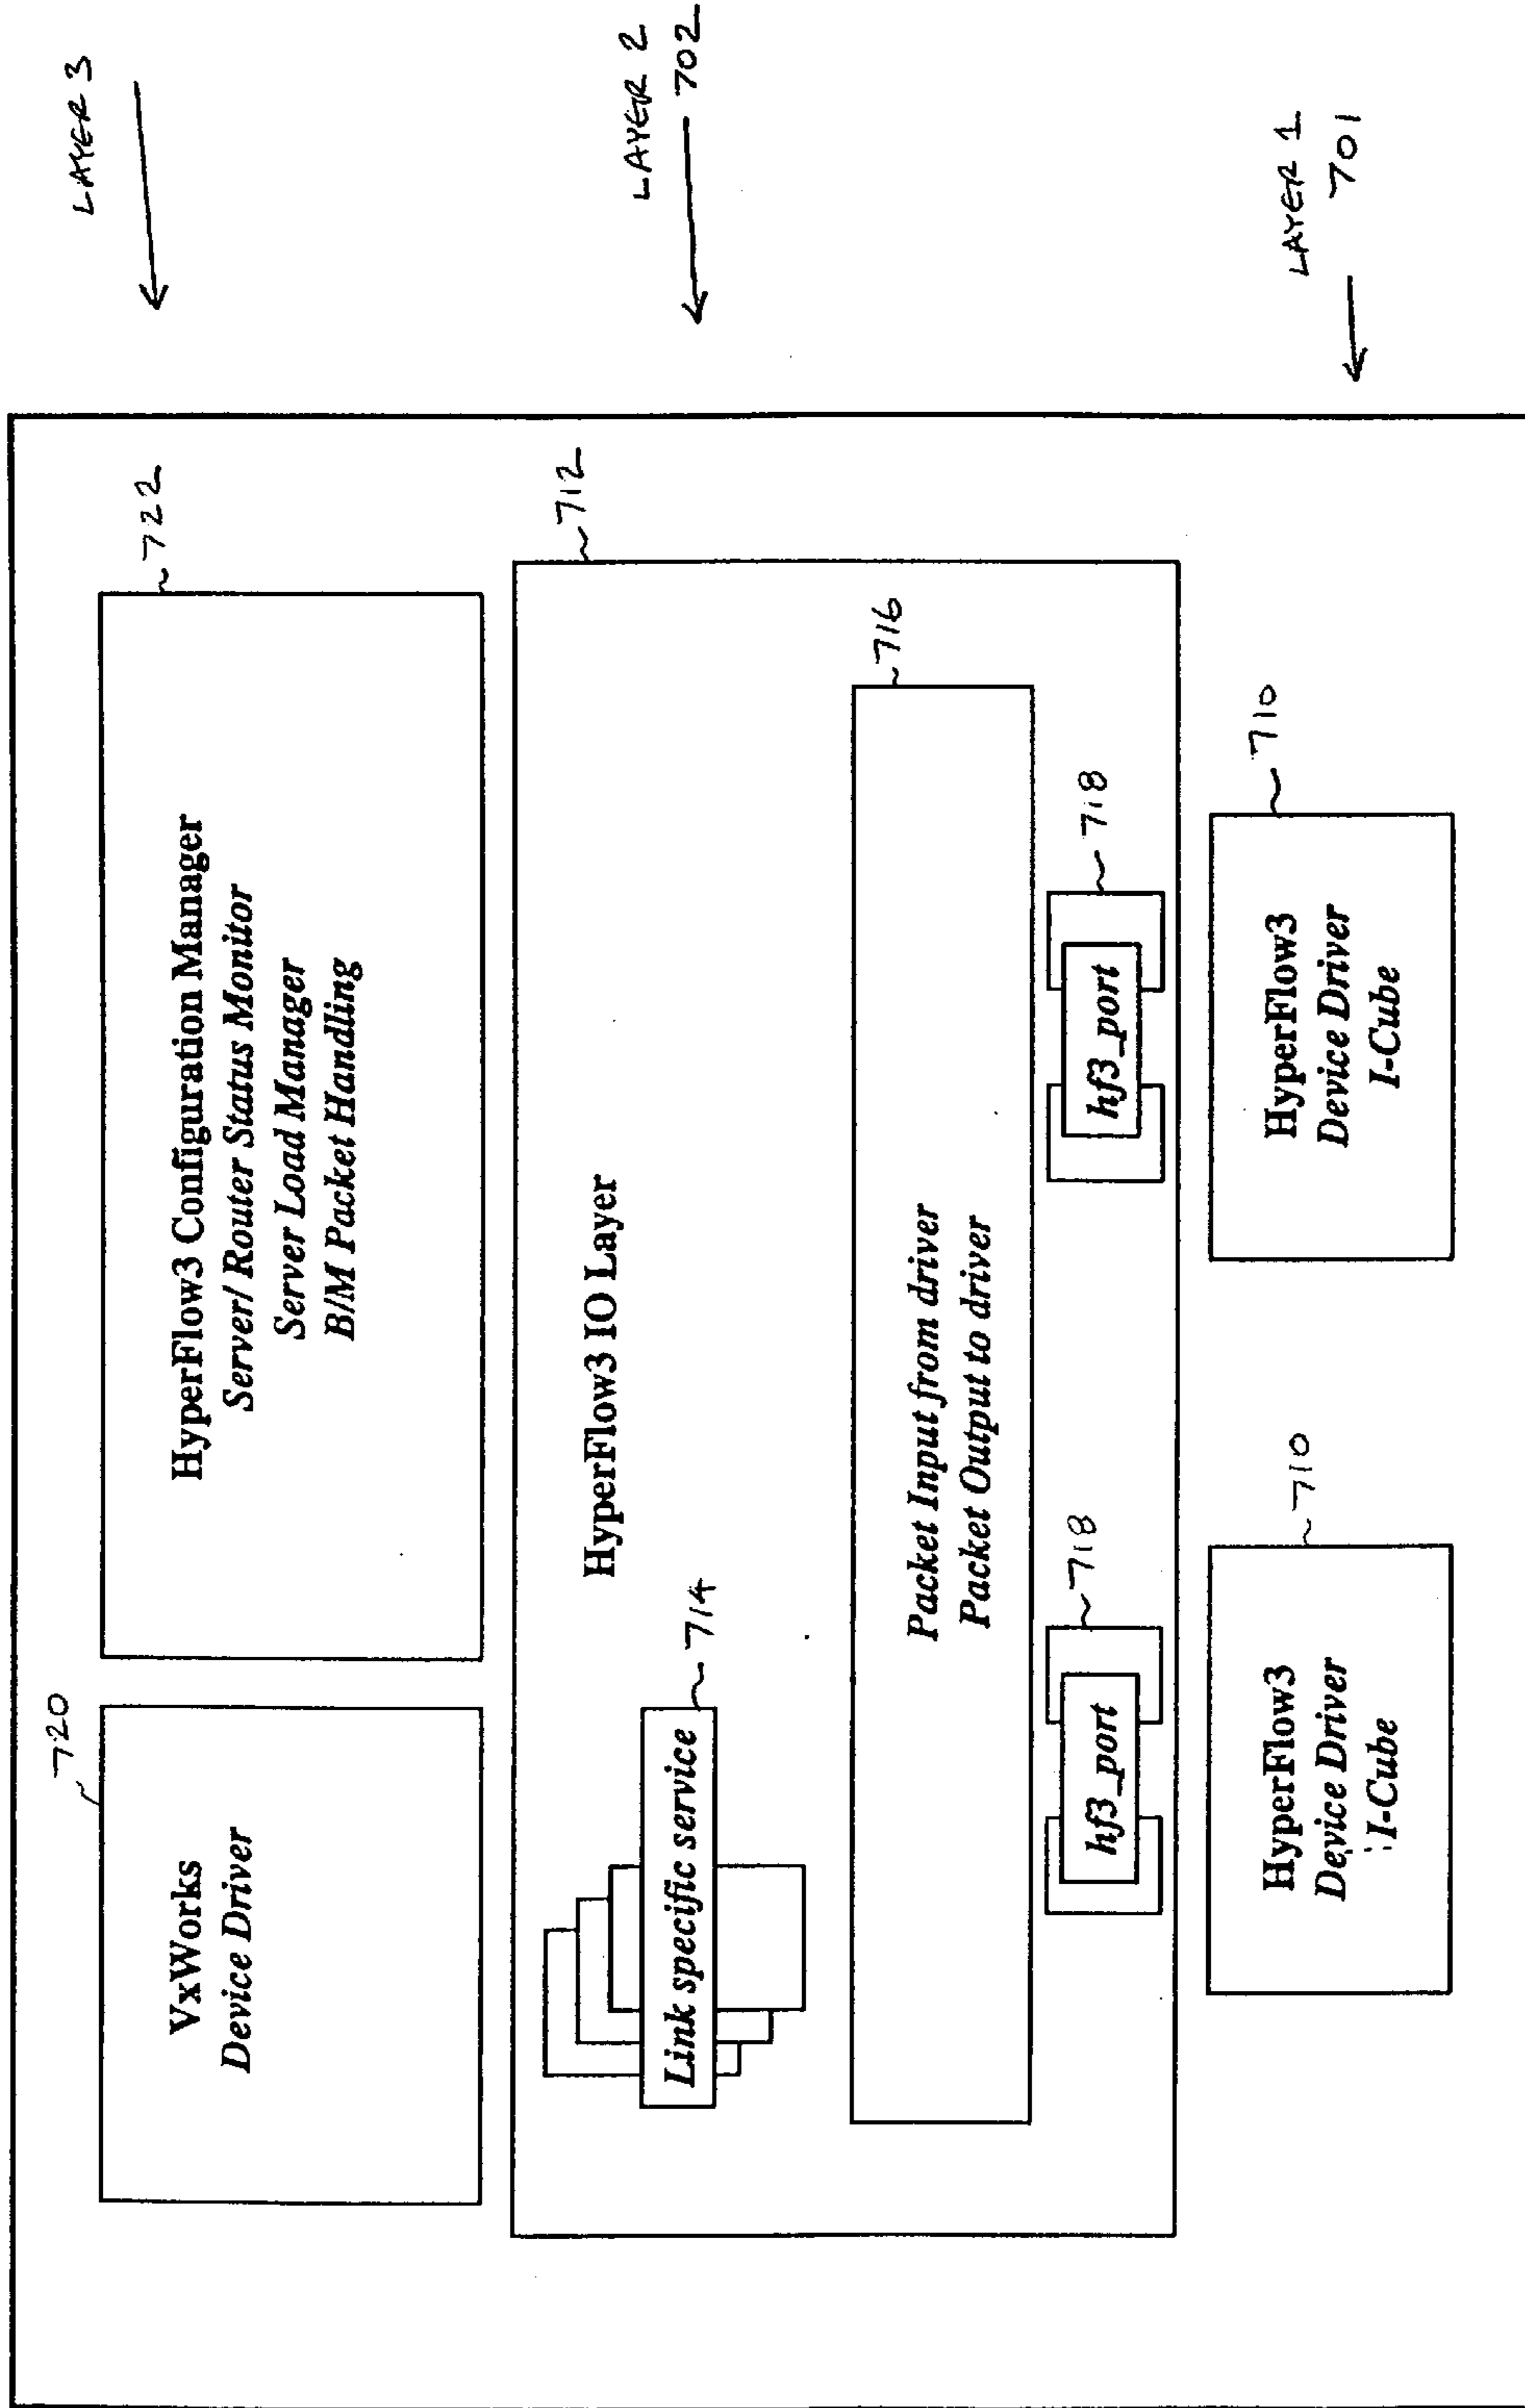 720
VxWorks
Device Driver
722
HyperFlow3 Configuration Manager
Server/ Router Status Monitor
Server Load Manager
B/M Packet Handling
LAYER 3
712
HyperFlow3 IO Layer
714
Link specific service
LAYER 2
702
716
Packet Input from driver
Packet Output to driver
718
hf3_port
718
hf3_port
710
HyperFlow3
Device Driver
I-Cube
710
HyperFlow3
Device Driver
I-Cube
LAYER 1
701